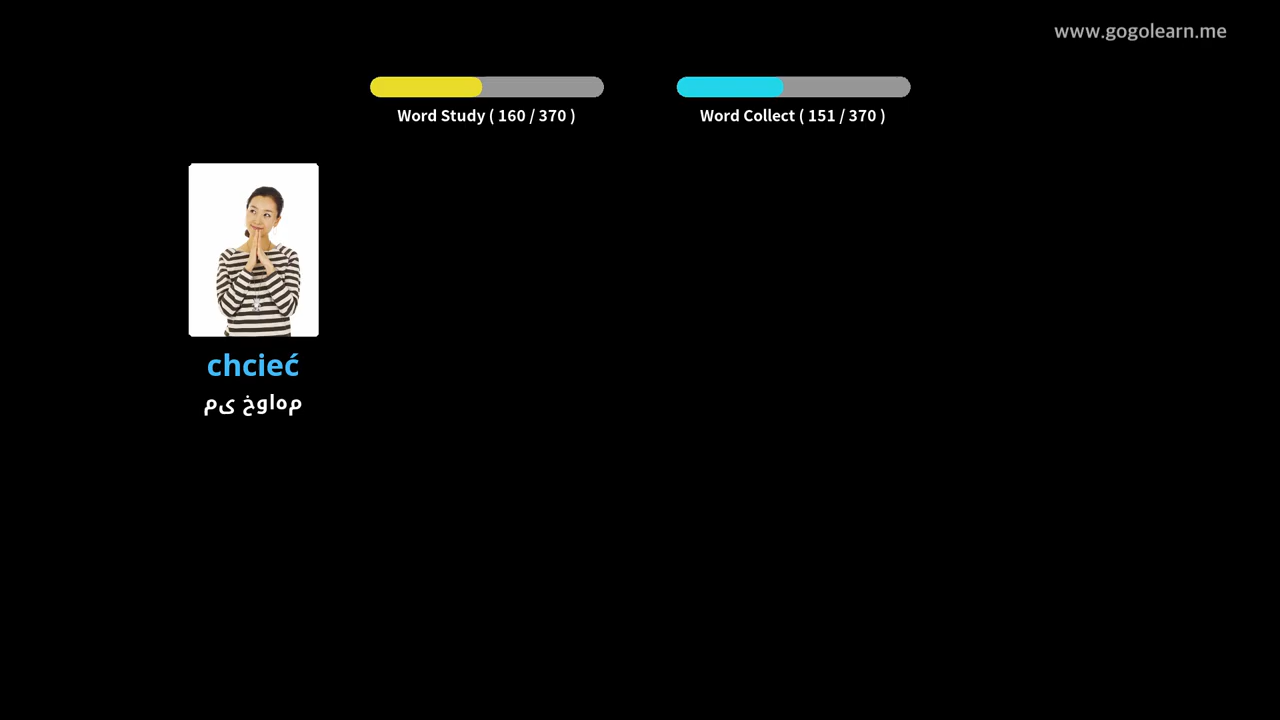 www.gogolearn.me
Word Study ( 160 / 370 )
Word Collect ( 151 / 370 )
chcieć
می خواهم